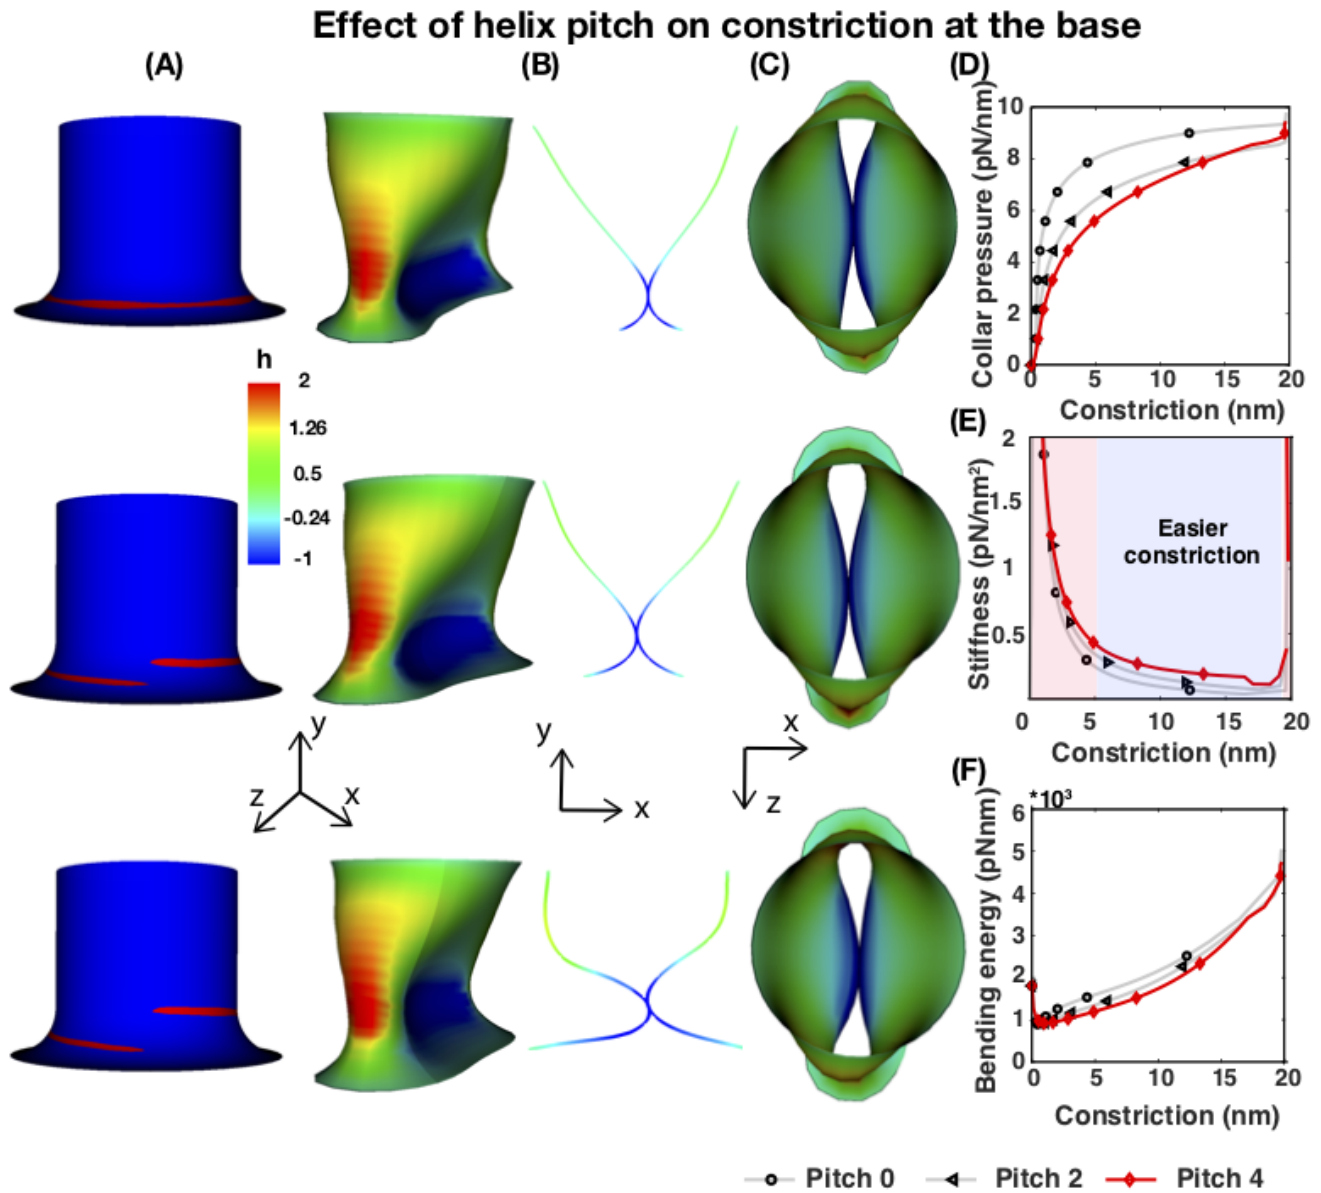 Effect of helix pitch on constriction at the base
(A)
(B)
(C)
(D)
Collar pressure (pN/nm)
10
8
6
4
2
0
0 5 10 15 20
Constriction (nm)
h
2
1.26
0.5
-0.24
-1
(E)
Stiffness (pN/nm²)
2
1.5
1
0.5
Easier
constriction
0 5 10 15 20
Constriction (nm)
y
z
x
y
x
x
z
(F)
*10³
Bending energy (pNnm)
6
5
4
3
2
1
0
0 5 10 15 20
Constriction (nm)
Pitch 0 Pitch 2 Pitch 4